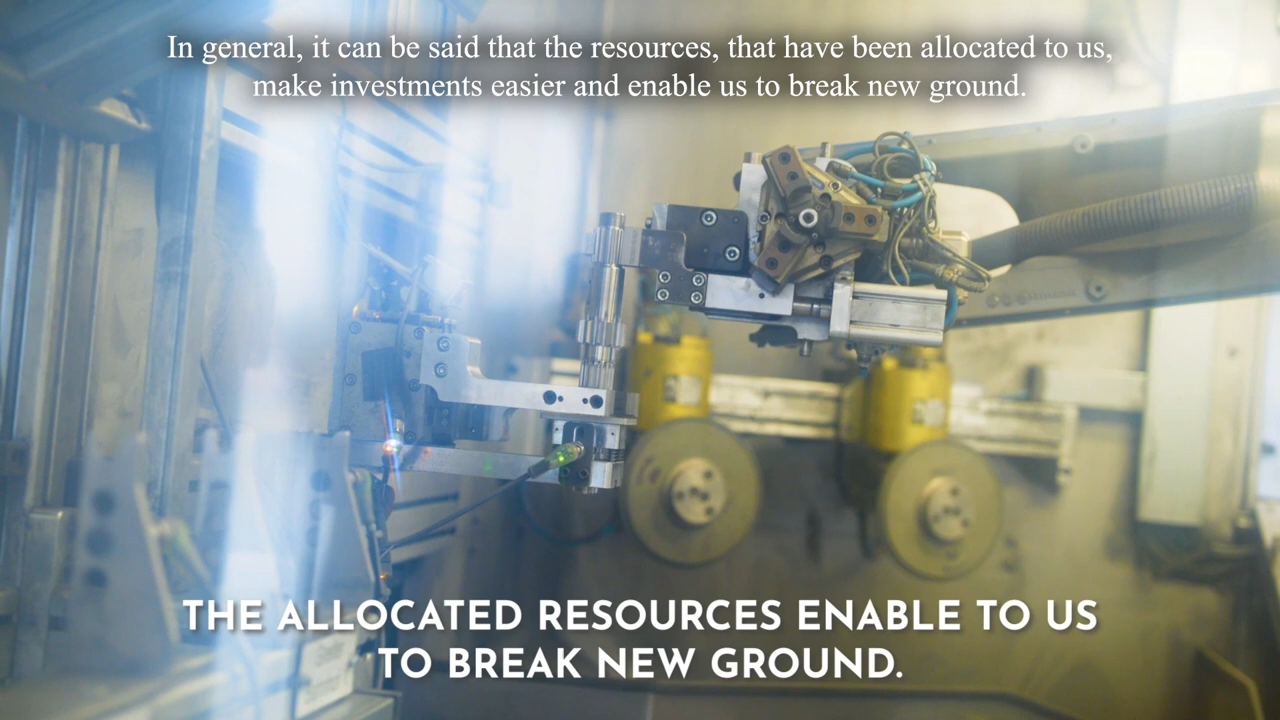 In general, it can be said that the resources, that have been allocated to us,
make investments easier and enable us to break new ground.
THE ALLOCATED RESOURCES ENABLE TO US
TO BREAK NEW GROUND.